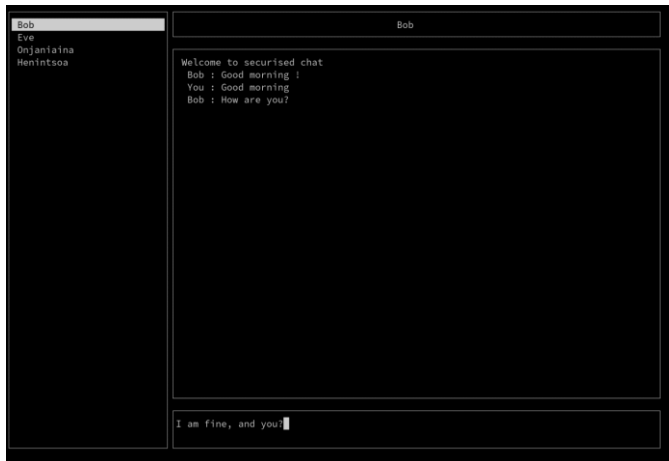 Bob
Eve
Onjaniaina
Henintsoa
Bob
Welcome to securised chat
Bob : Good morning !
You : Good morning
Bob : How are you?
I am fine, and you?